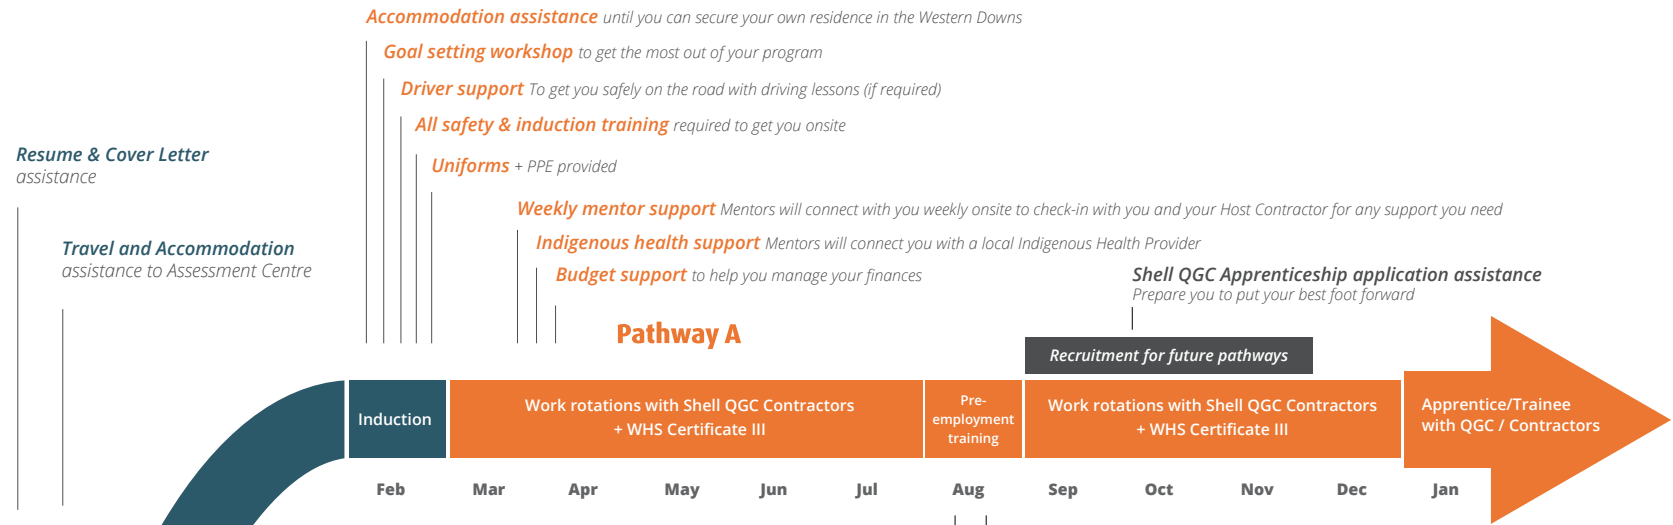 Accommodation assistance until you can secure your own residence in the Western Downs
Goal setting workshop to get the most out of your program
Driver support To get you safely on the road with driving lessons (if required)
All safety & induction training required to get you onsite
Resume & Cover Letter
assistance
Uniforms + PPE provided
Weekly mentor support Mentors will connect with you weekly onsite to check-in with you and your Host Contractor for any support you need
Travel and Accommodation
assistance to Assessment Centre
Indigenous health support Mentors will connect you with a local Indigenous Health Provider
Budget support to help you manage your finances
Shell QGC Apprenticeship application assistance
Prepare you to put your best foot forward
Pathway A
Recruitment for future pathways
Induction
Work rotations with Shell QGC Contractors
+ WHS Certificate III
Pre-
employment
training
Work rotations with Shell QGC Contractors
+ WHS Certificate III
Apprentice/Trainee
with QGC / Contractors
Feb Mar Apr May Jun Jul Aug Sep Oct Nov Dec Jan